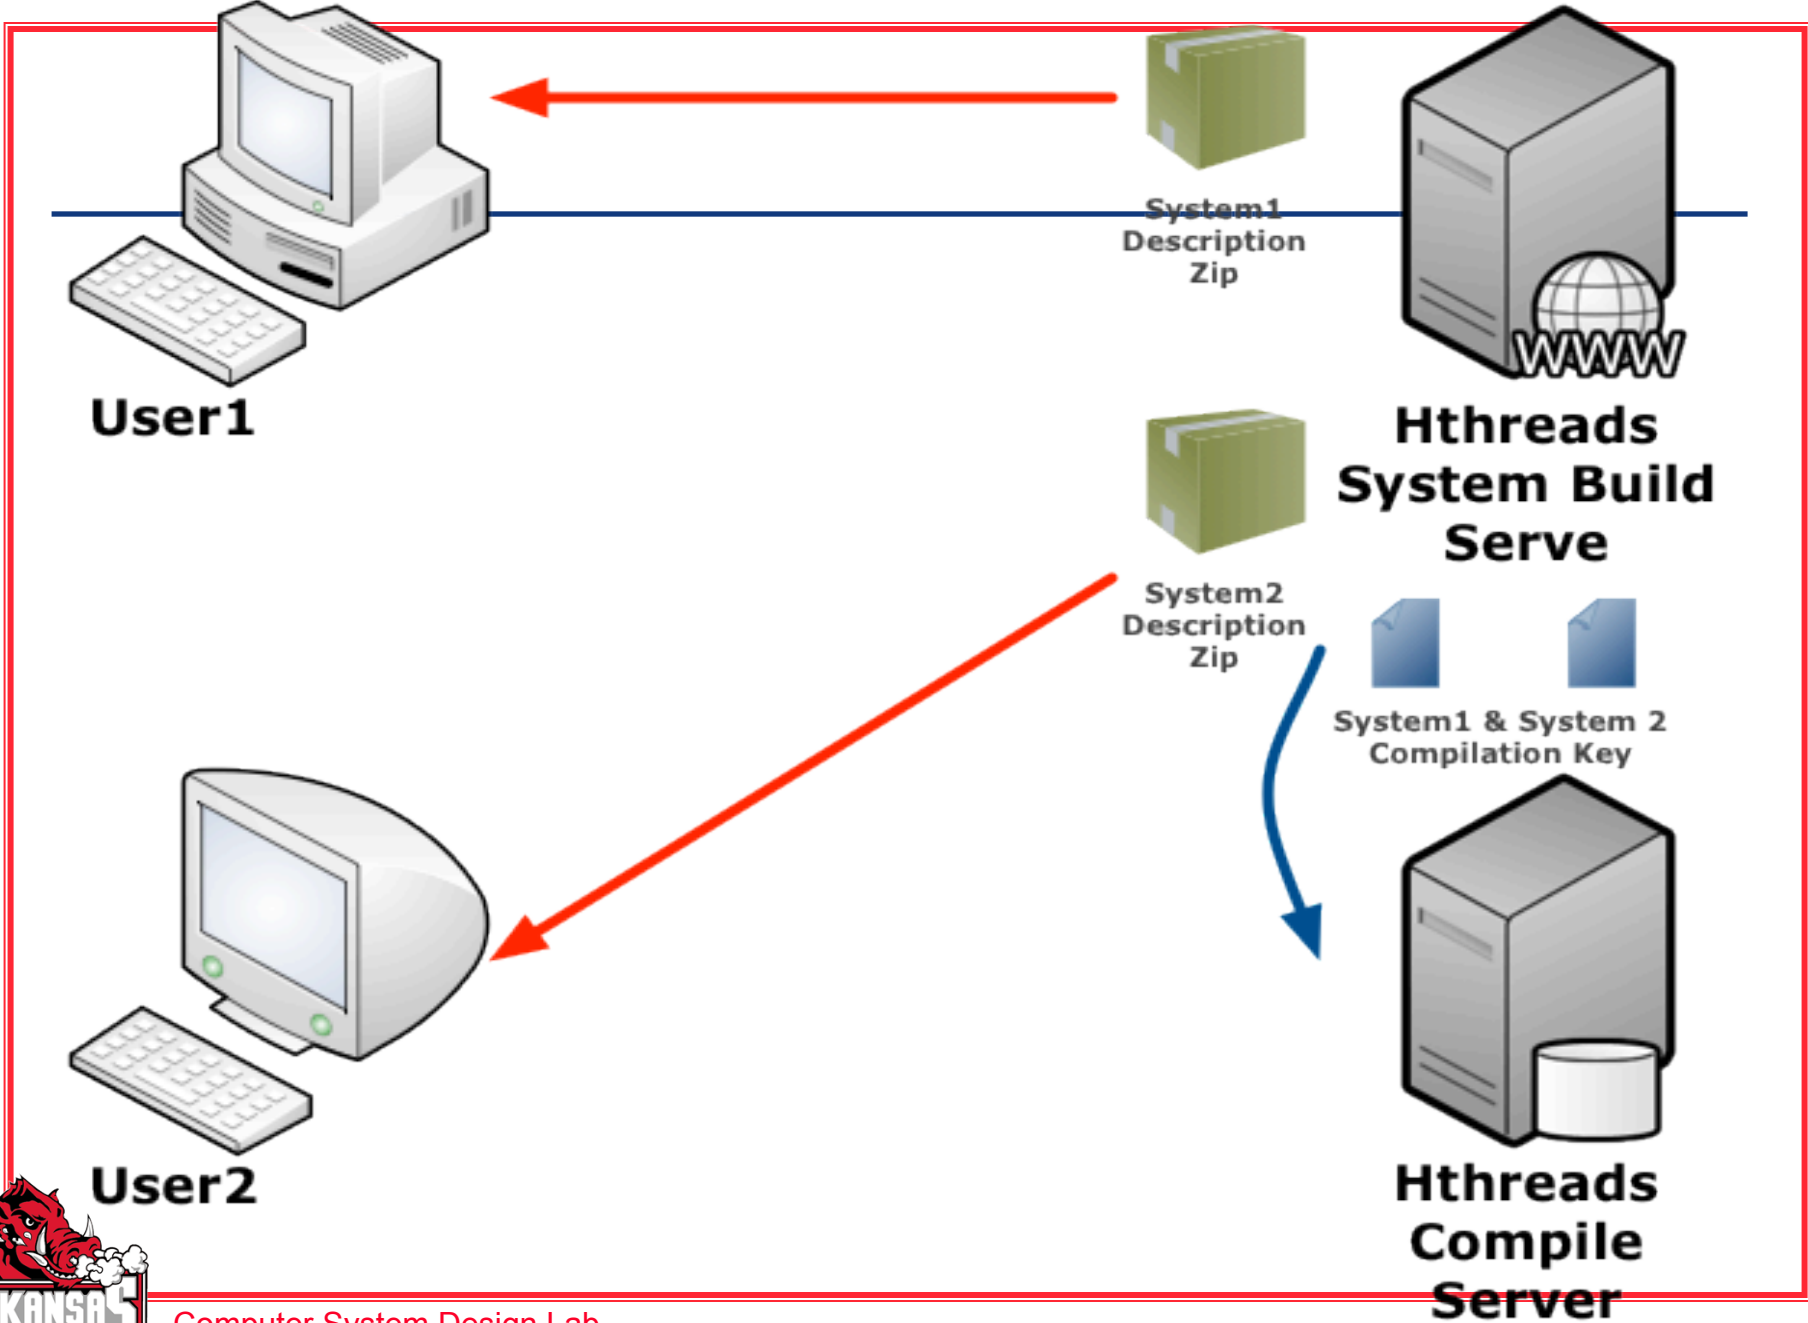 System1
Description
Zip
WWW
User1
Hthreads
System Build
Serve
System2
Description
Zip
System1 & System 2
Compilation Key
User2
Hthreads
Compile
Server
KANSAS
Computer System Design Lab